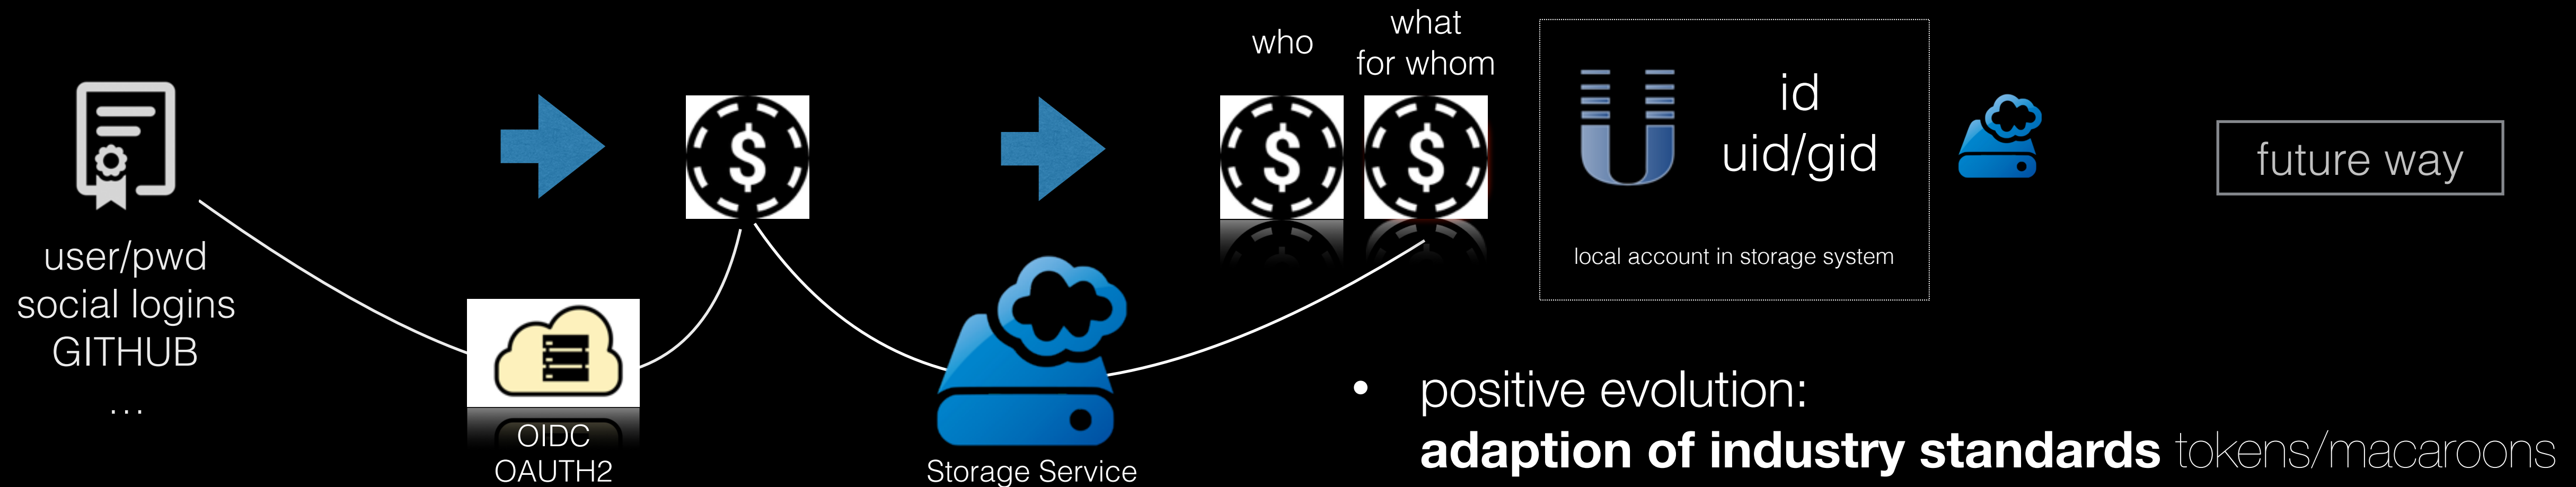 user/pwd
social logins
GITHUB
...
OIDC
OAUTH2
$
Storage Service
who
what
for whom
$
$
U
id
uid/gid
local account in storage system
future way
• positive evolution:
adaption of industry standards tokens/macaroons